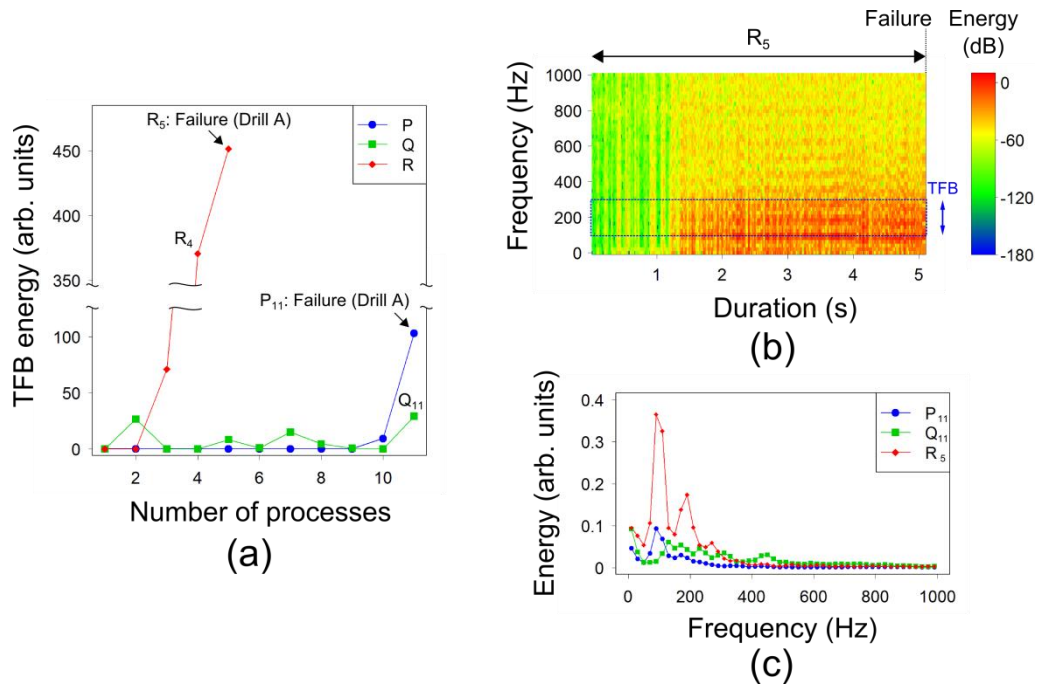 TFB energy (arb. units)
450
400
350
100
50
0
R5: Failure (Drill A)
R4
P11: Failure (Drill A)
Q11
P
Q
R
2 4 6 8 10
Number of processes
(a)
Failure
Energy
(dB)
R5
Frequency (Hz)
1000
800
600
400
200
0
TFB
0
-60
-120
-180
1 2 3 4 5
Duration (s)
(b)
Energy (arb. units)
0.4
0.3
0.2
0.1
0
P11
Q11
R5
0 200 400 600 800 1000
Frequency (Hz)
(c)